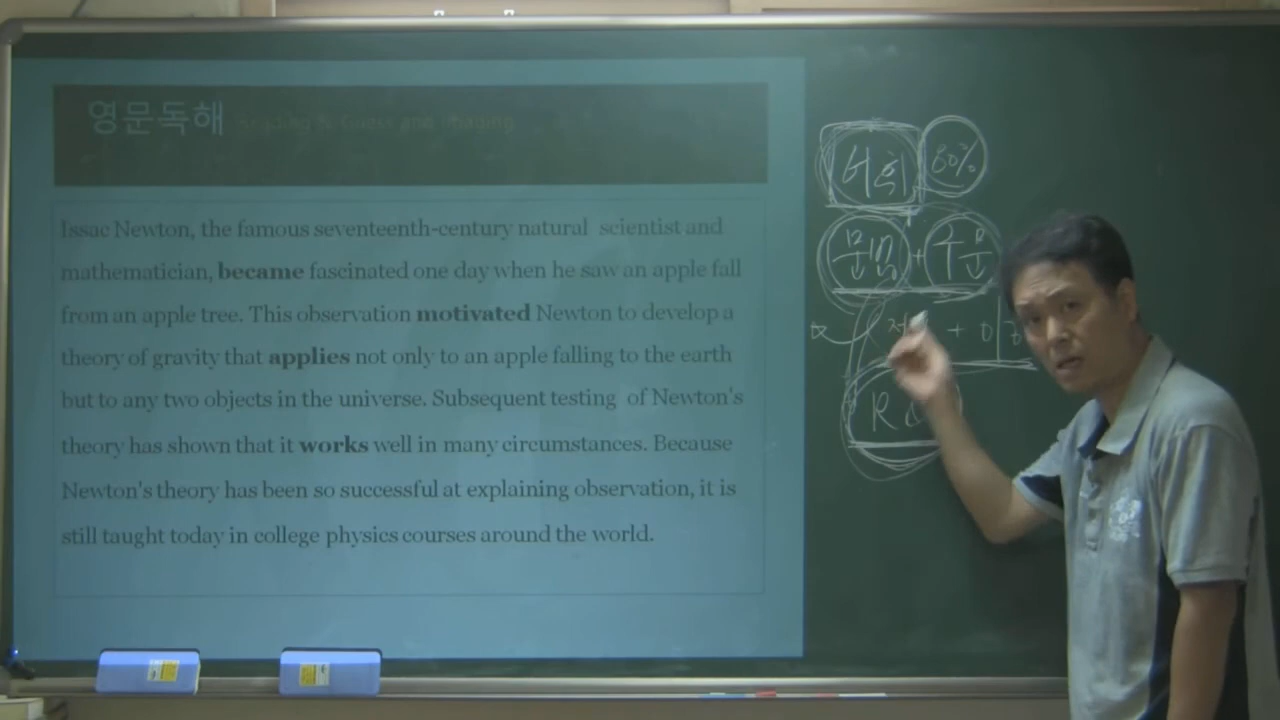 영문독해 Reading & Guess and Reading
Issac Newton, the famous seventeenth-century natural scientist and
mathematician, became fascinated one day when he saw an apple fall
from an apple tree. This observation motivated Newton to develop a
theory of gravity that applies not only to an apple falling to the earth
but to any two objects in the universe. Subsequent testing of Newton's
theory has shown that it works well in many circumstances. Because
Newton's theory has been so successful at explaining observation, it is
still taught today in college physics courses around the world.
어휘 80%
문법 + 구문
+
R